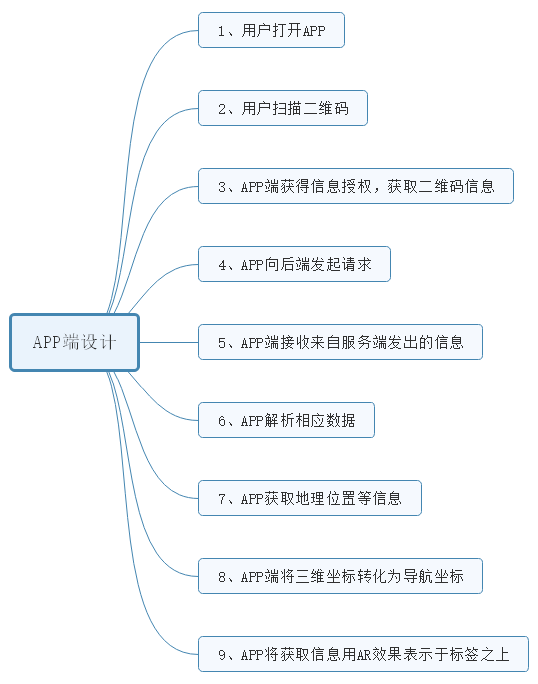 1、用户打开APP
2、用户扫描二维码
3、APP端获得信息授权，获取二维码信息
4、APP向后端发起请求
APP端设计
5、APP端接收来自服务端发出的信息
6、APP解析相应数据
7、APP获取地理位置等信息
8、APP端将三维坐标转化为导航坐标
9、APP将获取信息用AR效果表示于标签之上